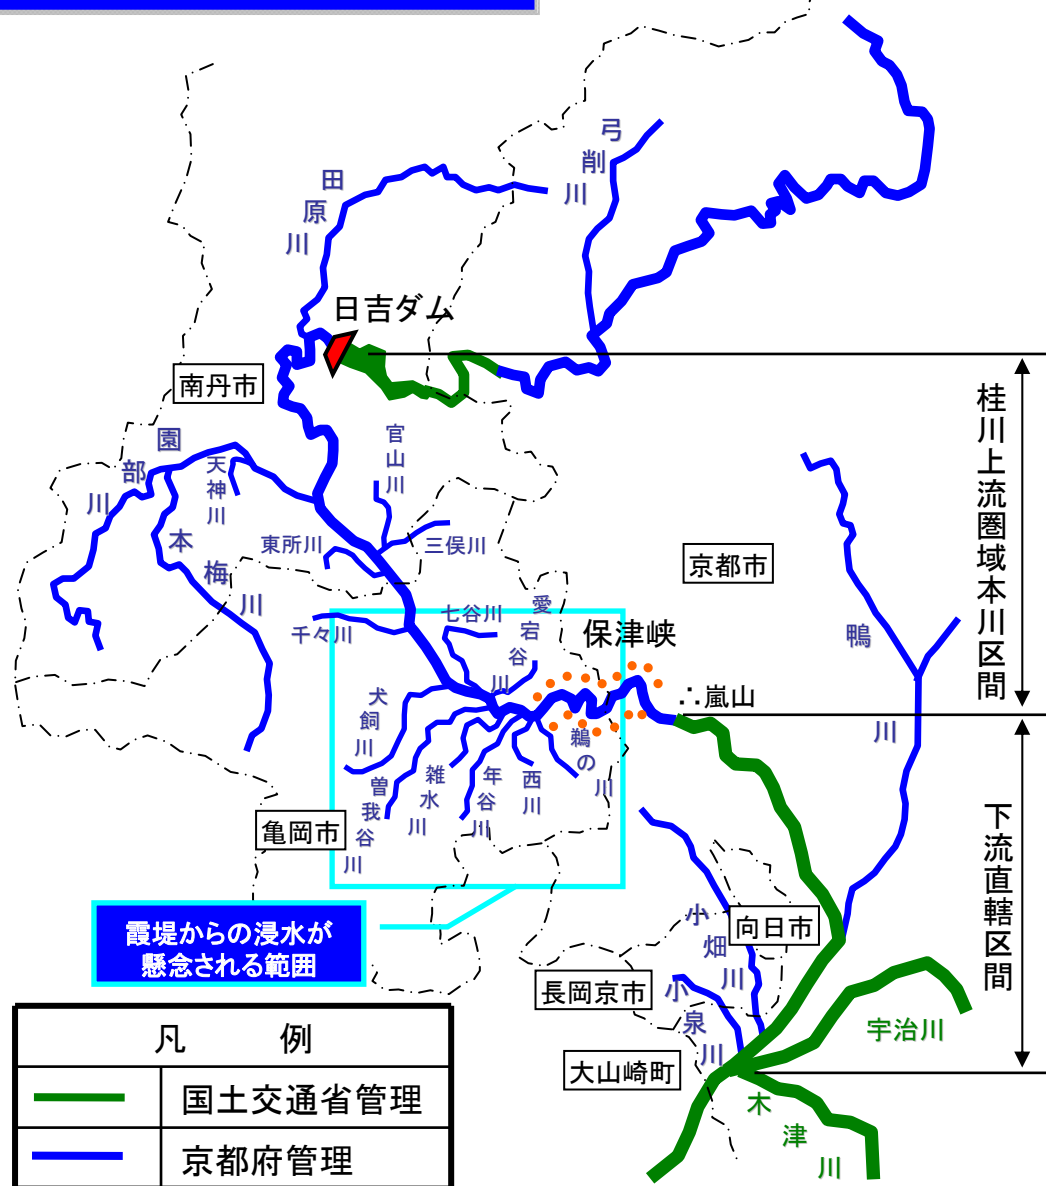 弓削川
田原川
日吉ダム
南丹市
桂川上流圏域本川区間
園部川
天神川
官山川
本梅川
東所川
三俣川
京都市
千々川
七谷川
愛宕谷川
保津峡
鴨川
∴嵐山
犬飼川
曽我谷川
雑水川
年谷川
西川
鵜の川
亀岡市
下流直轄区間
霞堤からの浸水が
懸念される範囲
小畑川
向日市
長岡京市
小泉川
宇治川
大山崎町
木津川
凡 例
国土交通省管理
京都府管理